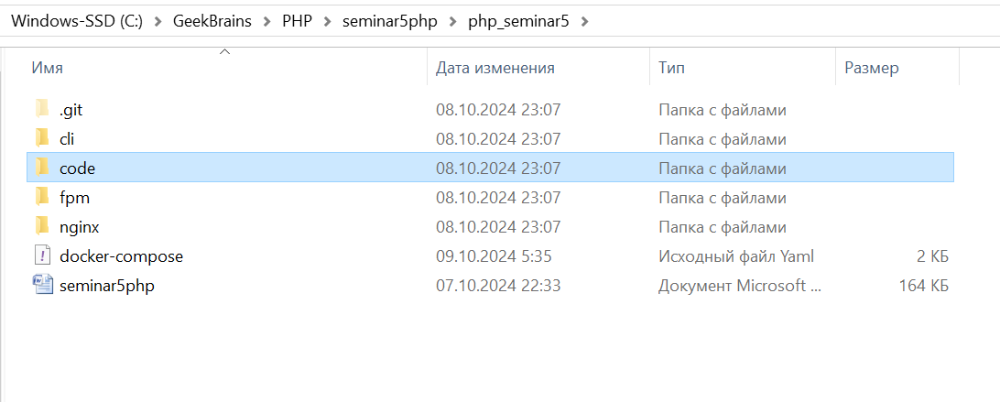 Windows-SSD (C:) > GeekBrains > PHP > seminar5php > php_seminar5 >
Имя Дата изменения Тип Размер
.git 08.10.2024 23:07 Папка с файлами
cli 08.10.2024 23:07 Папка с файлами
code 08.10.2024 23:07 Папка с файлами
fpm 08.10.2024 23:07 Папка с файлами
nginx 08.10.2024 23:07 Папка с файлами
docker-compose 09.10.2024 5:35 Исходный файл Yaml 2 КБ
seminar5php 07.10.2024 22:33 Документ Microsoft ... 164 КБ